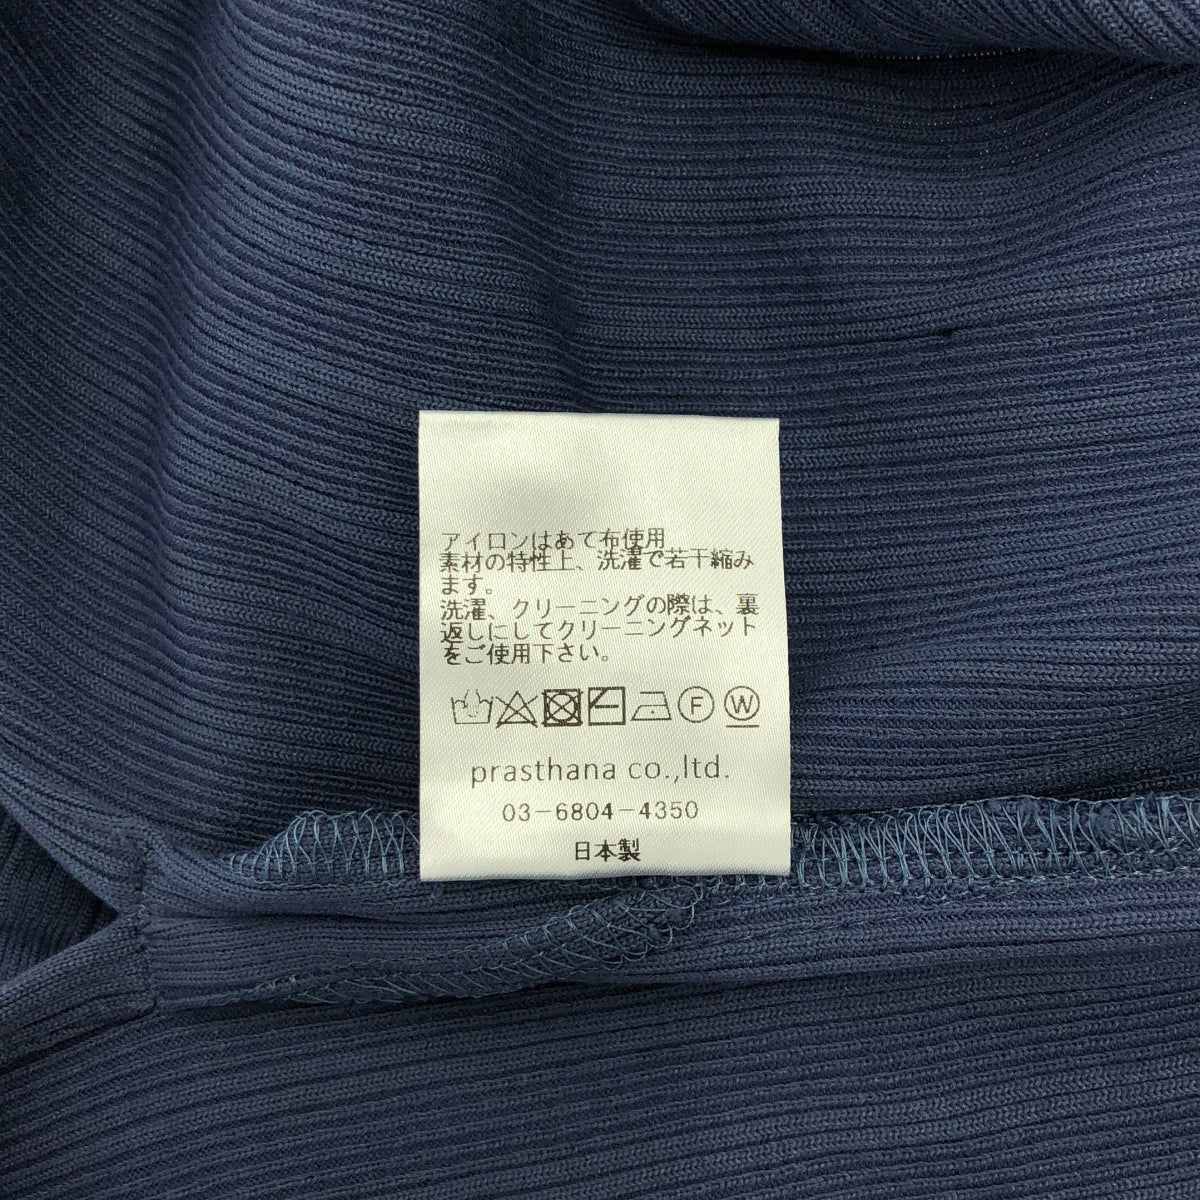 アイロンはあて布使用
素材の特性上、洗濯で若干縮み
ます。
洗濯、クリーニングの際は、裏
返しにしてクリーニングネット
をご使用下さい。
F W
prasthana co.,ltd.
03-6804-4350
日本製